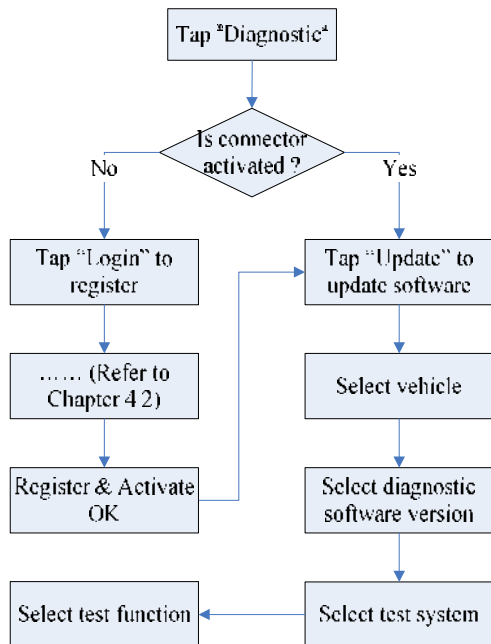 Tap "Diagnostic"
Is connector
activated ?
No
Yes
Tap “Login” to
register
Tap “Update” to
update software
…… (Refer to
Chapter 4.2)
Select vehicle
Register & Activate
OK
Select diagnostic
software version
Select test function
Select test system